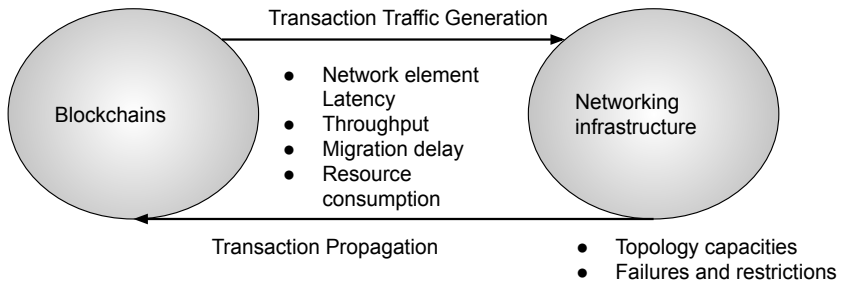 Transaction Traffic Generation
Blockchains
● Network element
Latency
● Throughput
● Migration delay
● Resource
consumption
Networking
infrastructure
Transaction Propagation
● Topology capacities
● Failures and restrictions